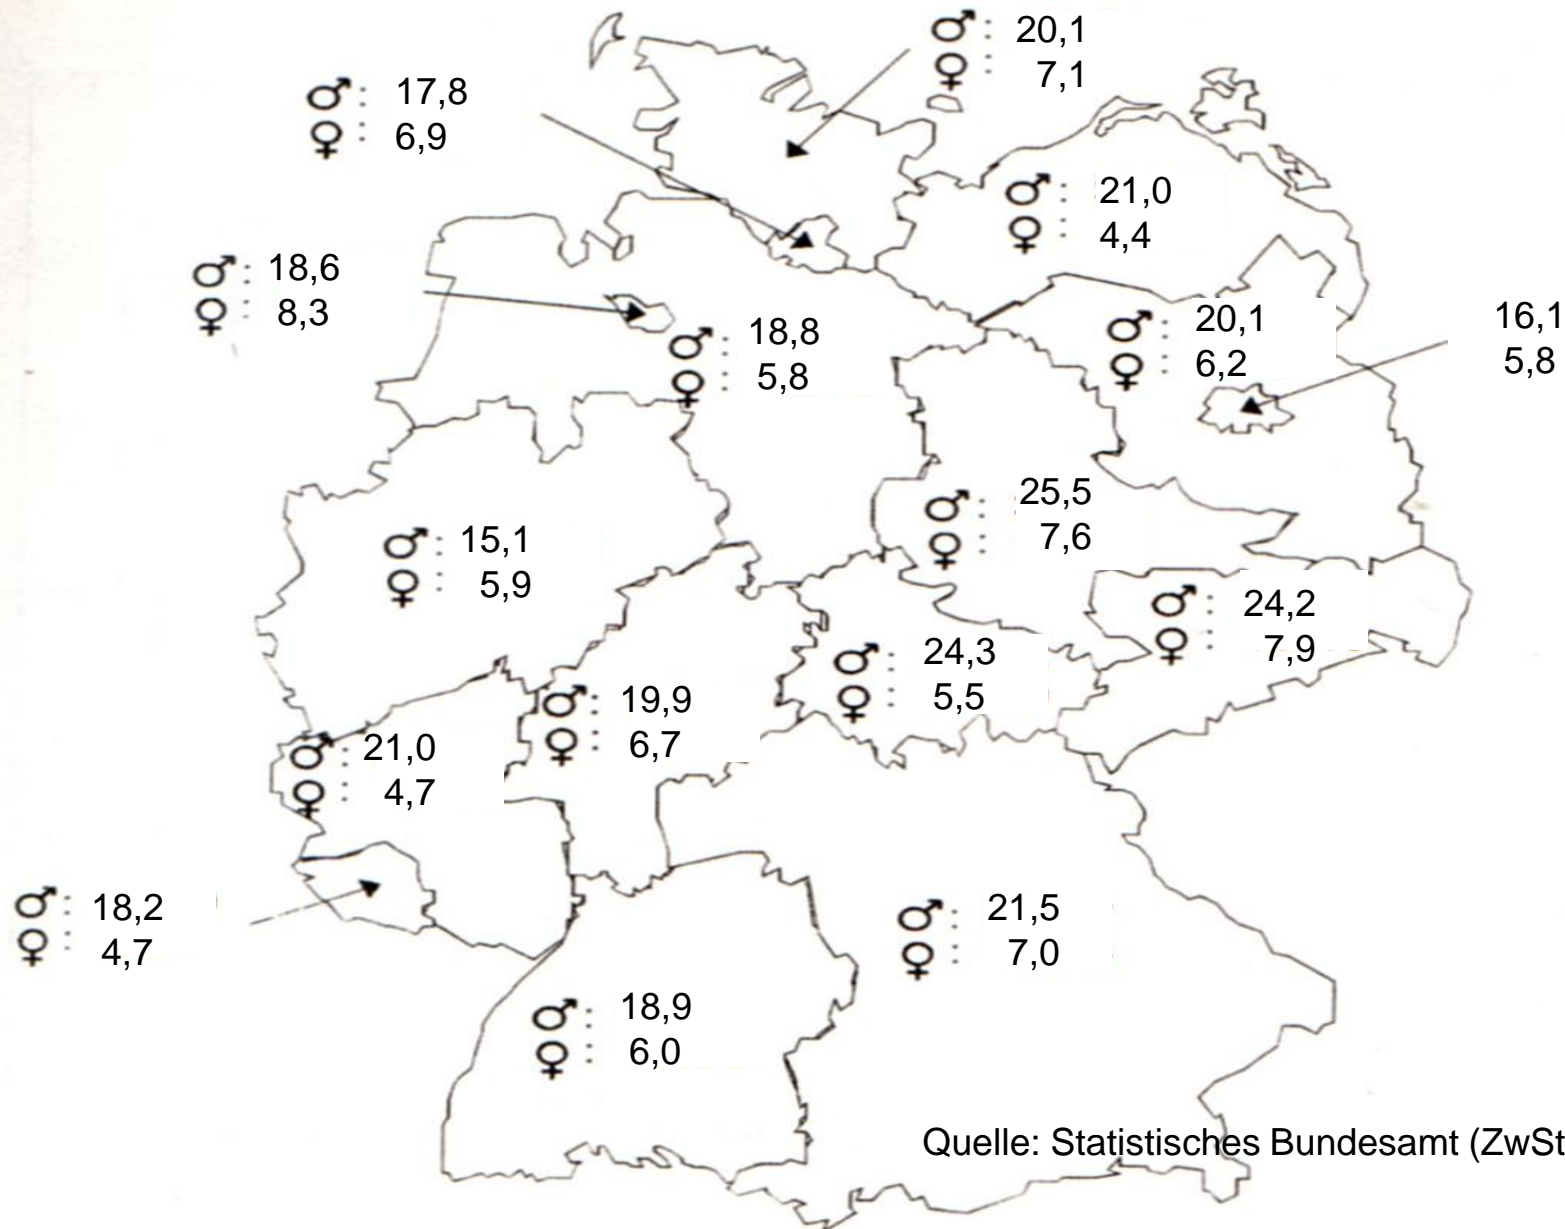 ♂ : 20,1
♀ : 7,1
♂ : 17,8
♀ : 6,9
♂ : 21,0
♀ : 4,4
♂ : 18,6
♀ : 8,3
♂ : 18,8
♀ : 5,8
♂ : 20,1
♀ : 6,2
16,1
5,8
♂ : 25,5
♀ : 7,6
♂ : 15,1
♀ : 5,9
♂ : 24,2
♀ : 7,9
♂ : 24,3
♀ : 5,5
♂ : 19,9
♀ : 6,7
♂ : 21,0
♀ : 4,7
♂ : 18,2
♀ : 4,7
♂ : 21,5
♀ : 7,0
♂ : 18,9
♀ : 6,0
Quelle: Statistisches Bundesamt (ZwSt